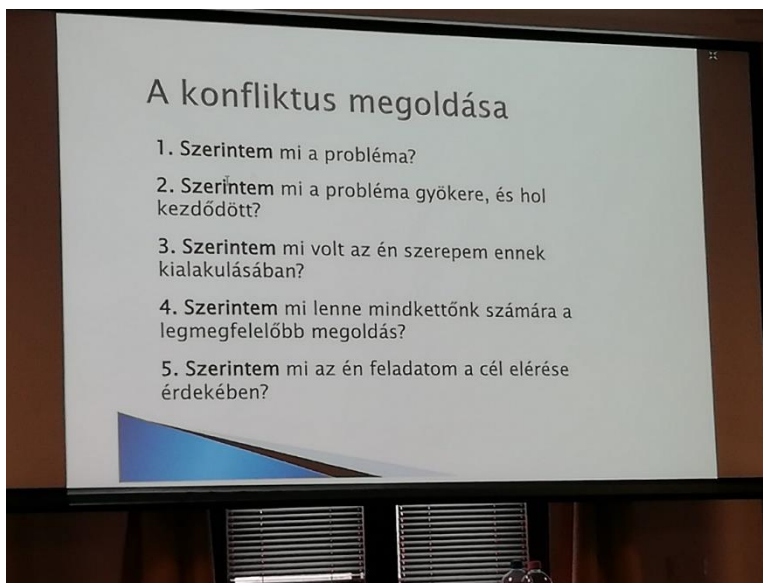 A konfliktus megoldása
1. Szerintem mi a probléma?
2. Szerintem mi a probléma gyökere, és hol
kezdődött?
3. Szerintem mi volt az én szerepem ennek
kialakulásában?
4. Szerintem mi lenne mindkettőnk számára a
legmegfelelőbb megoldás?
5. Szerintem mi az én feladatom a cél elérése
érdekében?